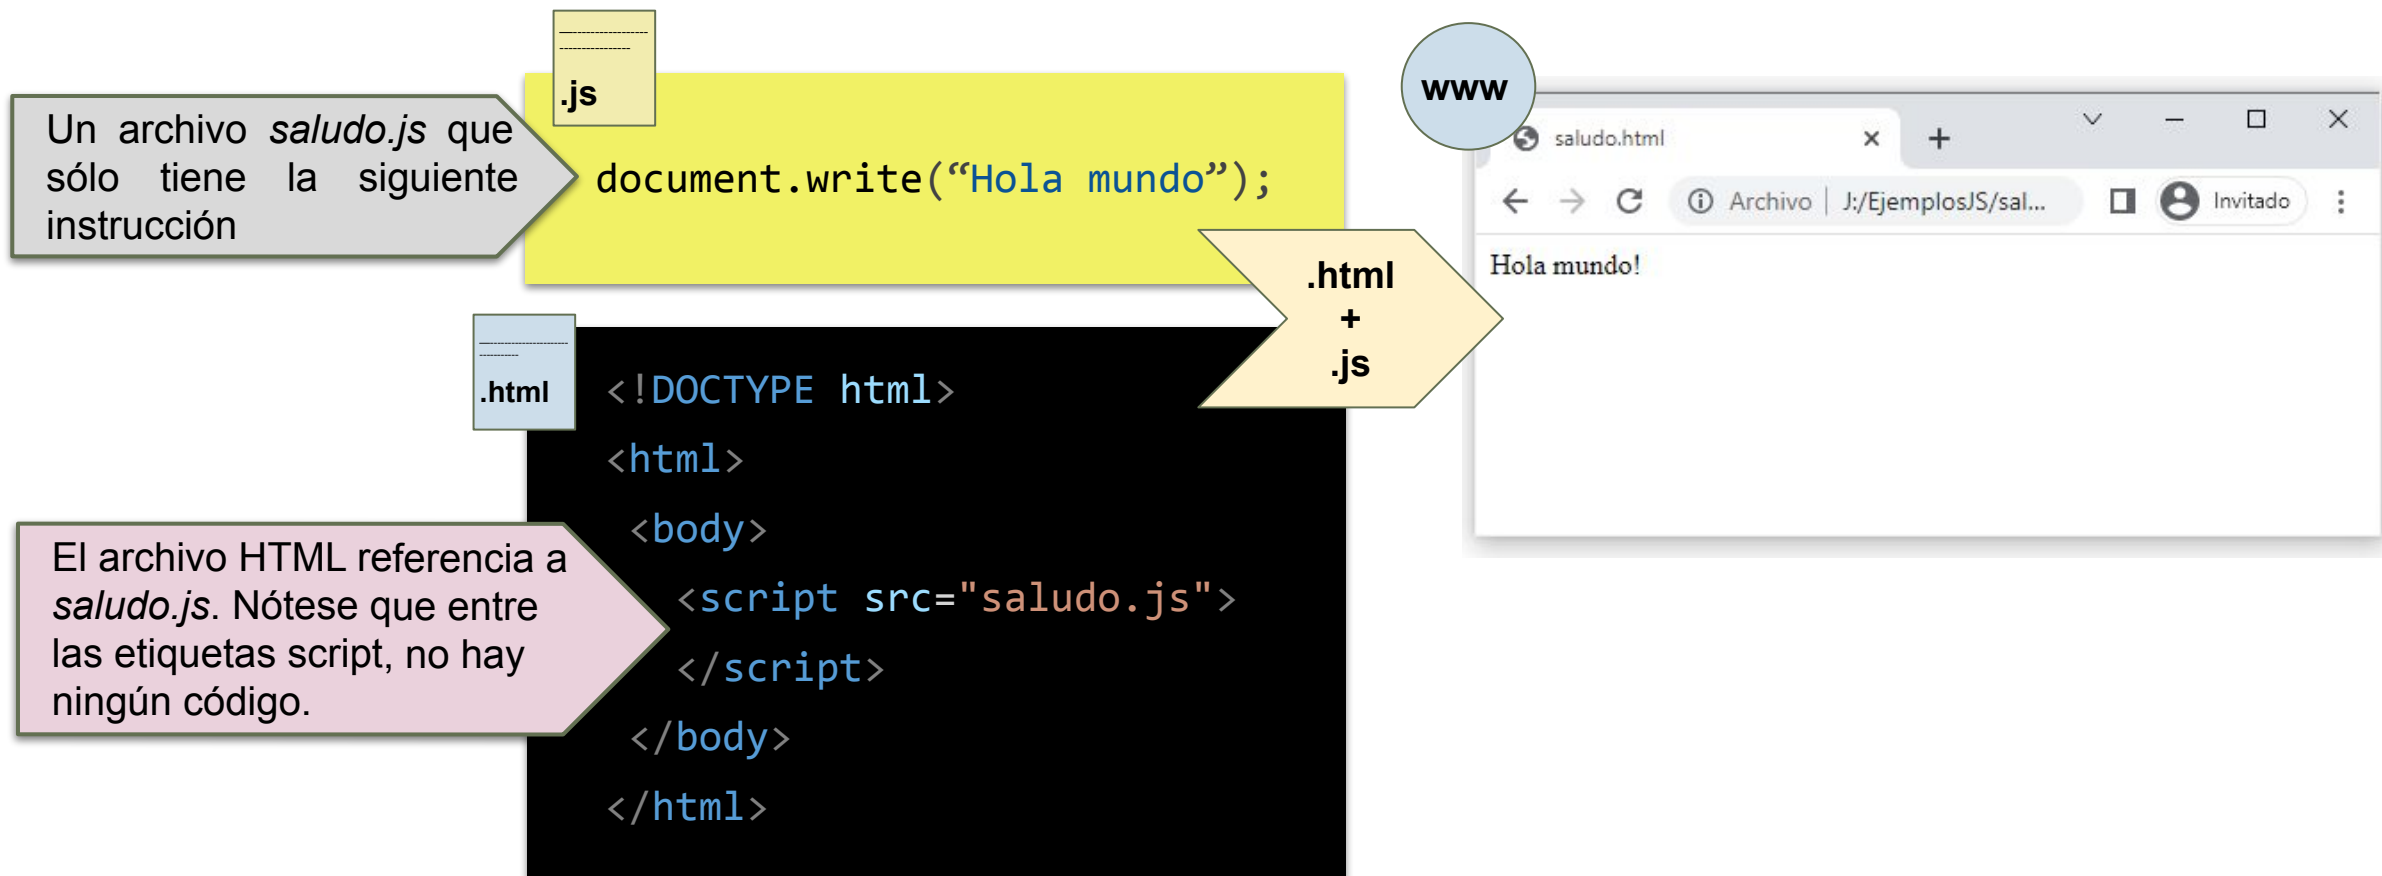 .js
Un archivo saludo.js que
sólo tiene la siguiente
instrucción
document.write(“Hola mundo”);
.html
+
.js
www
saludo.html
Archivo | J:/EjemplosJS/sal...
Invitado
Hola mundo!
.html
<!DOCTYPE html>
<html>
<body>
<script src="saludo.js">
</script>
</body>
</html>
El archivo HTML referencia a
saludo.js. Nótese que entre
las etiquetas script, no hay
ningún código.